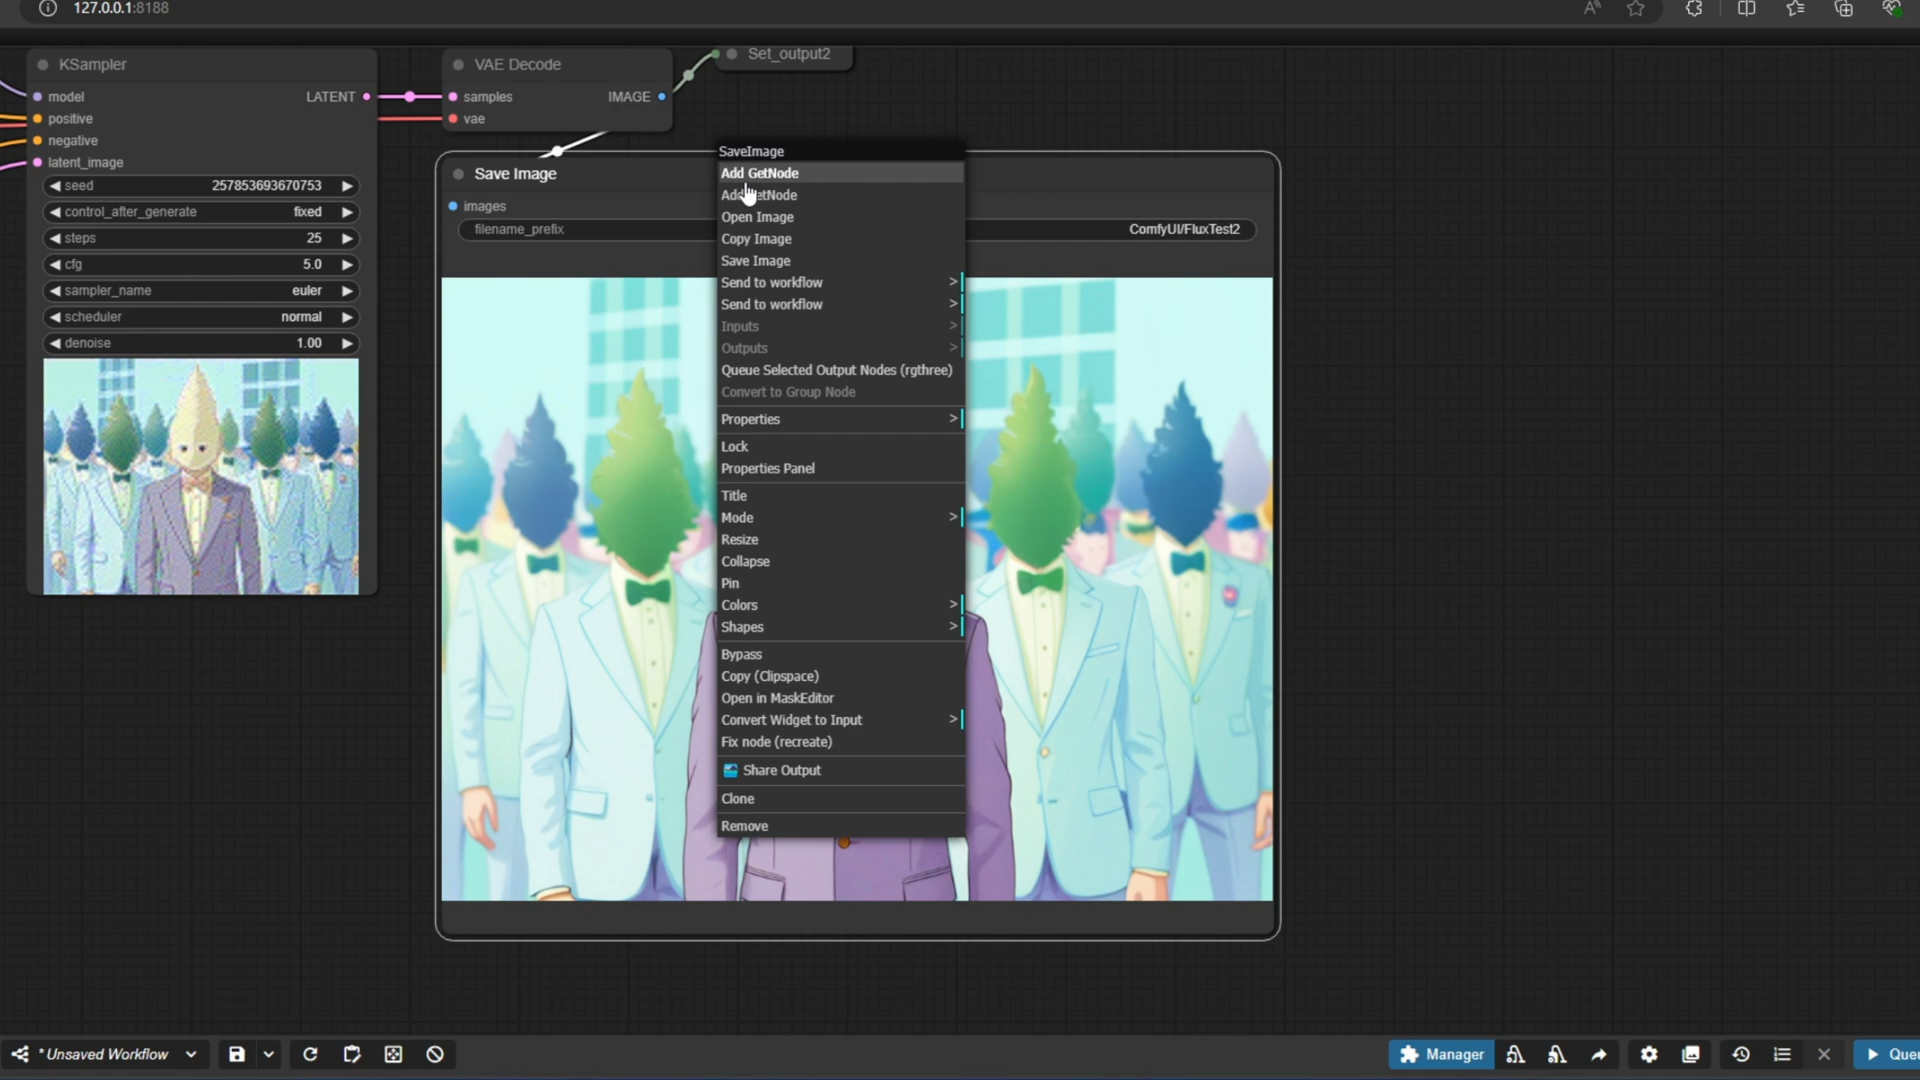 127.0.0.1:8188
KSampler
model
LATENT
positive
negative
latent_image
seed
257853693670753
control_after_generate
fixed
steps
25
cfg
5.0
sampler_name
euler
scheduler
normal
denoise
1.00
VAE Decode
samples
IMAGE
vae
Set_output2
Save Image
images
filename_prefix
ComfyUI/FluxTest2
SaveImage
Add GetNode
Open Image
Copy Image
Save Image
Send to workflow
Send to workflow
Inputs
Outputs
Queue Selected Output Nodes (rgthree)
Convert to Group Node
Properties
Lock
Properties Panel
Title
Mode
Resize
Collapse
Pin
Colors
Shapes
Bypass
Copy (Clipspace)
Open in MaskEditor
Convert Widget to Input
Fix node (recreate)
Share Output
Clone
Remove
* Unsaved Workflow
Manager